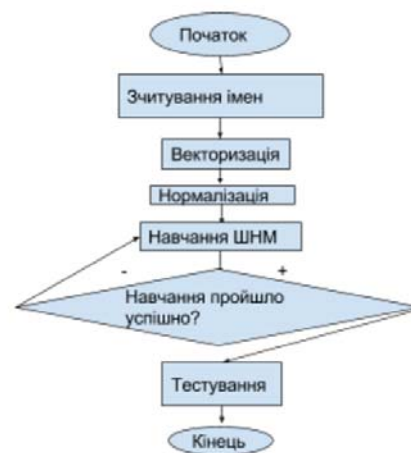 Початок
Зчитування імен
Векторизація
Нормалізація
Навчання ШНМ
- +
Навчання пройшло
успішно?
Тестування
Кінець